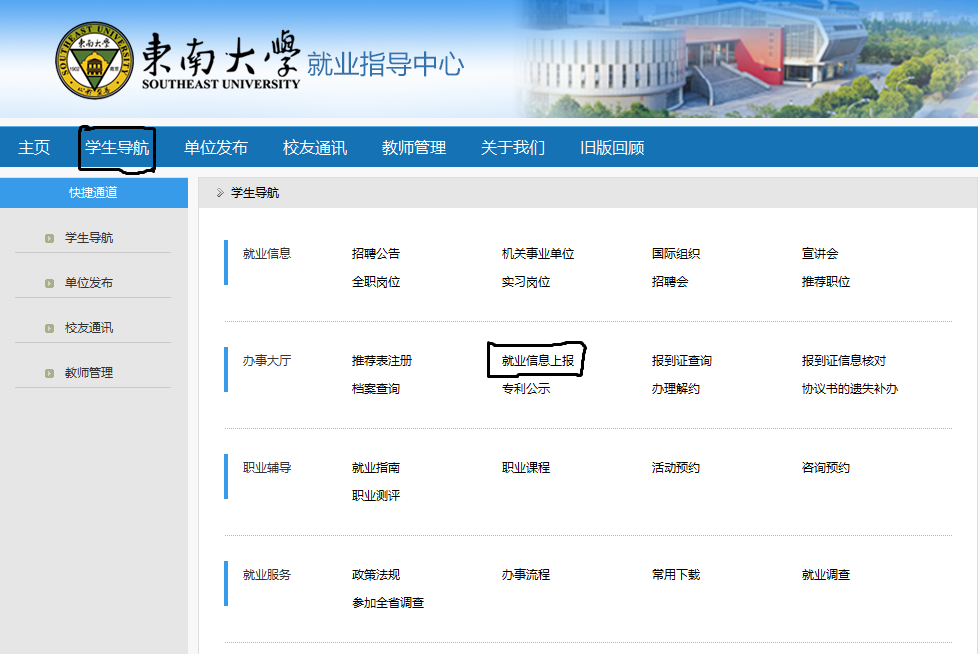 東南大學
SOUTHEAST UNIVERSITY
就业指导中心
主页 学生导航 单位发布 校友通讯 教师管理 关于我们 旧版回顾
快捷通道
学生导航
单位发布
校友通讯
教师管理
学生导航
就业信息 招聘公告 机关事业单位 国际组织 宣讲会
全职岗位 实习岗位 招聘会 推荐职位
办事大厅 推荐表注册 就业信息上报 报到证查询 报到证信息核对
档案查询 专利公示 办理解约 协议书的遗失补办
职业辅导 就业指南 职业课程 活动预约 咨询预约
职业测评
就业服务 政策法规 办事流程 常用下载 就业调查
参加全省调查